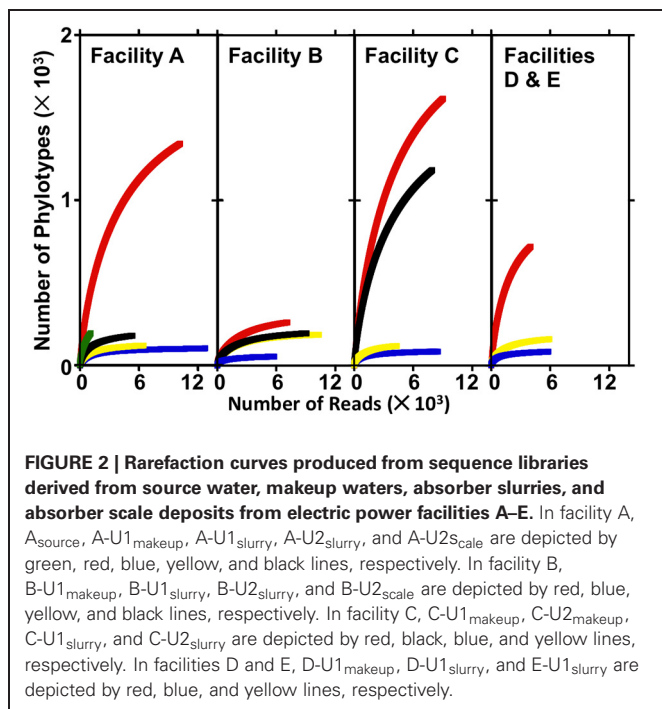 2
Facility A
Facility B
Facility C
Facilities
D & E
Number of Phylotypes (× 10³)
1
0
0 6 12 0 6 12 0 6 12 0 6 12
Number of Reads (× 10³)
FIGURE 2 | Rarefaction curves produced from sequence libraries
derived from source water, makeup waters, absorber slurries, and
absorber scale deposits from electric power facilities A–E. In facility A,
Asource, A-U1makeup, A-U1slurry, A-U2slurry, and A-U2scale are depicted by
green, red, blue, yellow, and black lines, respectively. In facility B,
B-U1makeup, B-U1slurry, B-U2slurry, and B-U2scale are depicted by red, blue,
yellow, and black lines, respectively. In facility C, C-U1makeup, C-U2makeup,
C-U1slurry, and C-U2slurry are depicted by red, black, blue, and yellow lines,
respectively. In facilities D and E, D-U1makeup, D-U1slurry, and E-U1slurry are
depicted by red, blue, and yellow lines, respectively.